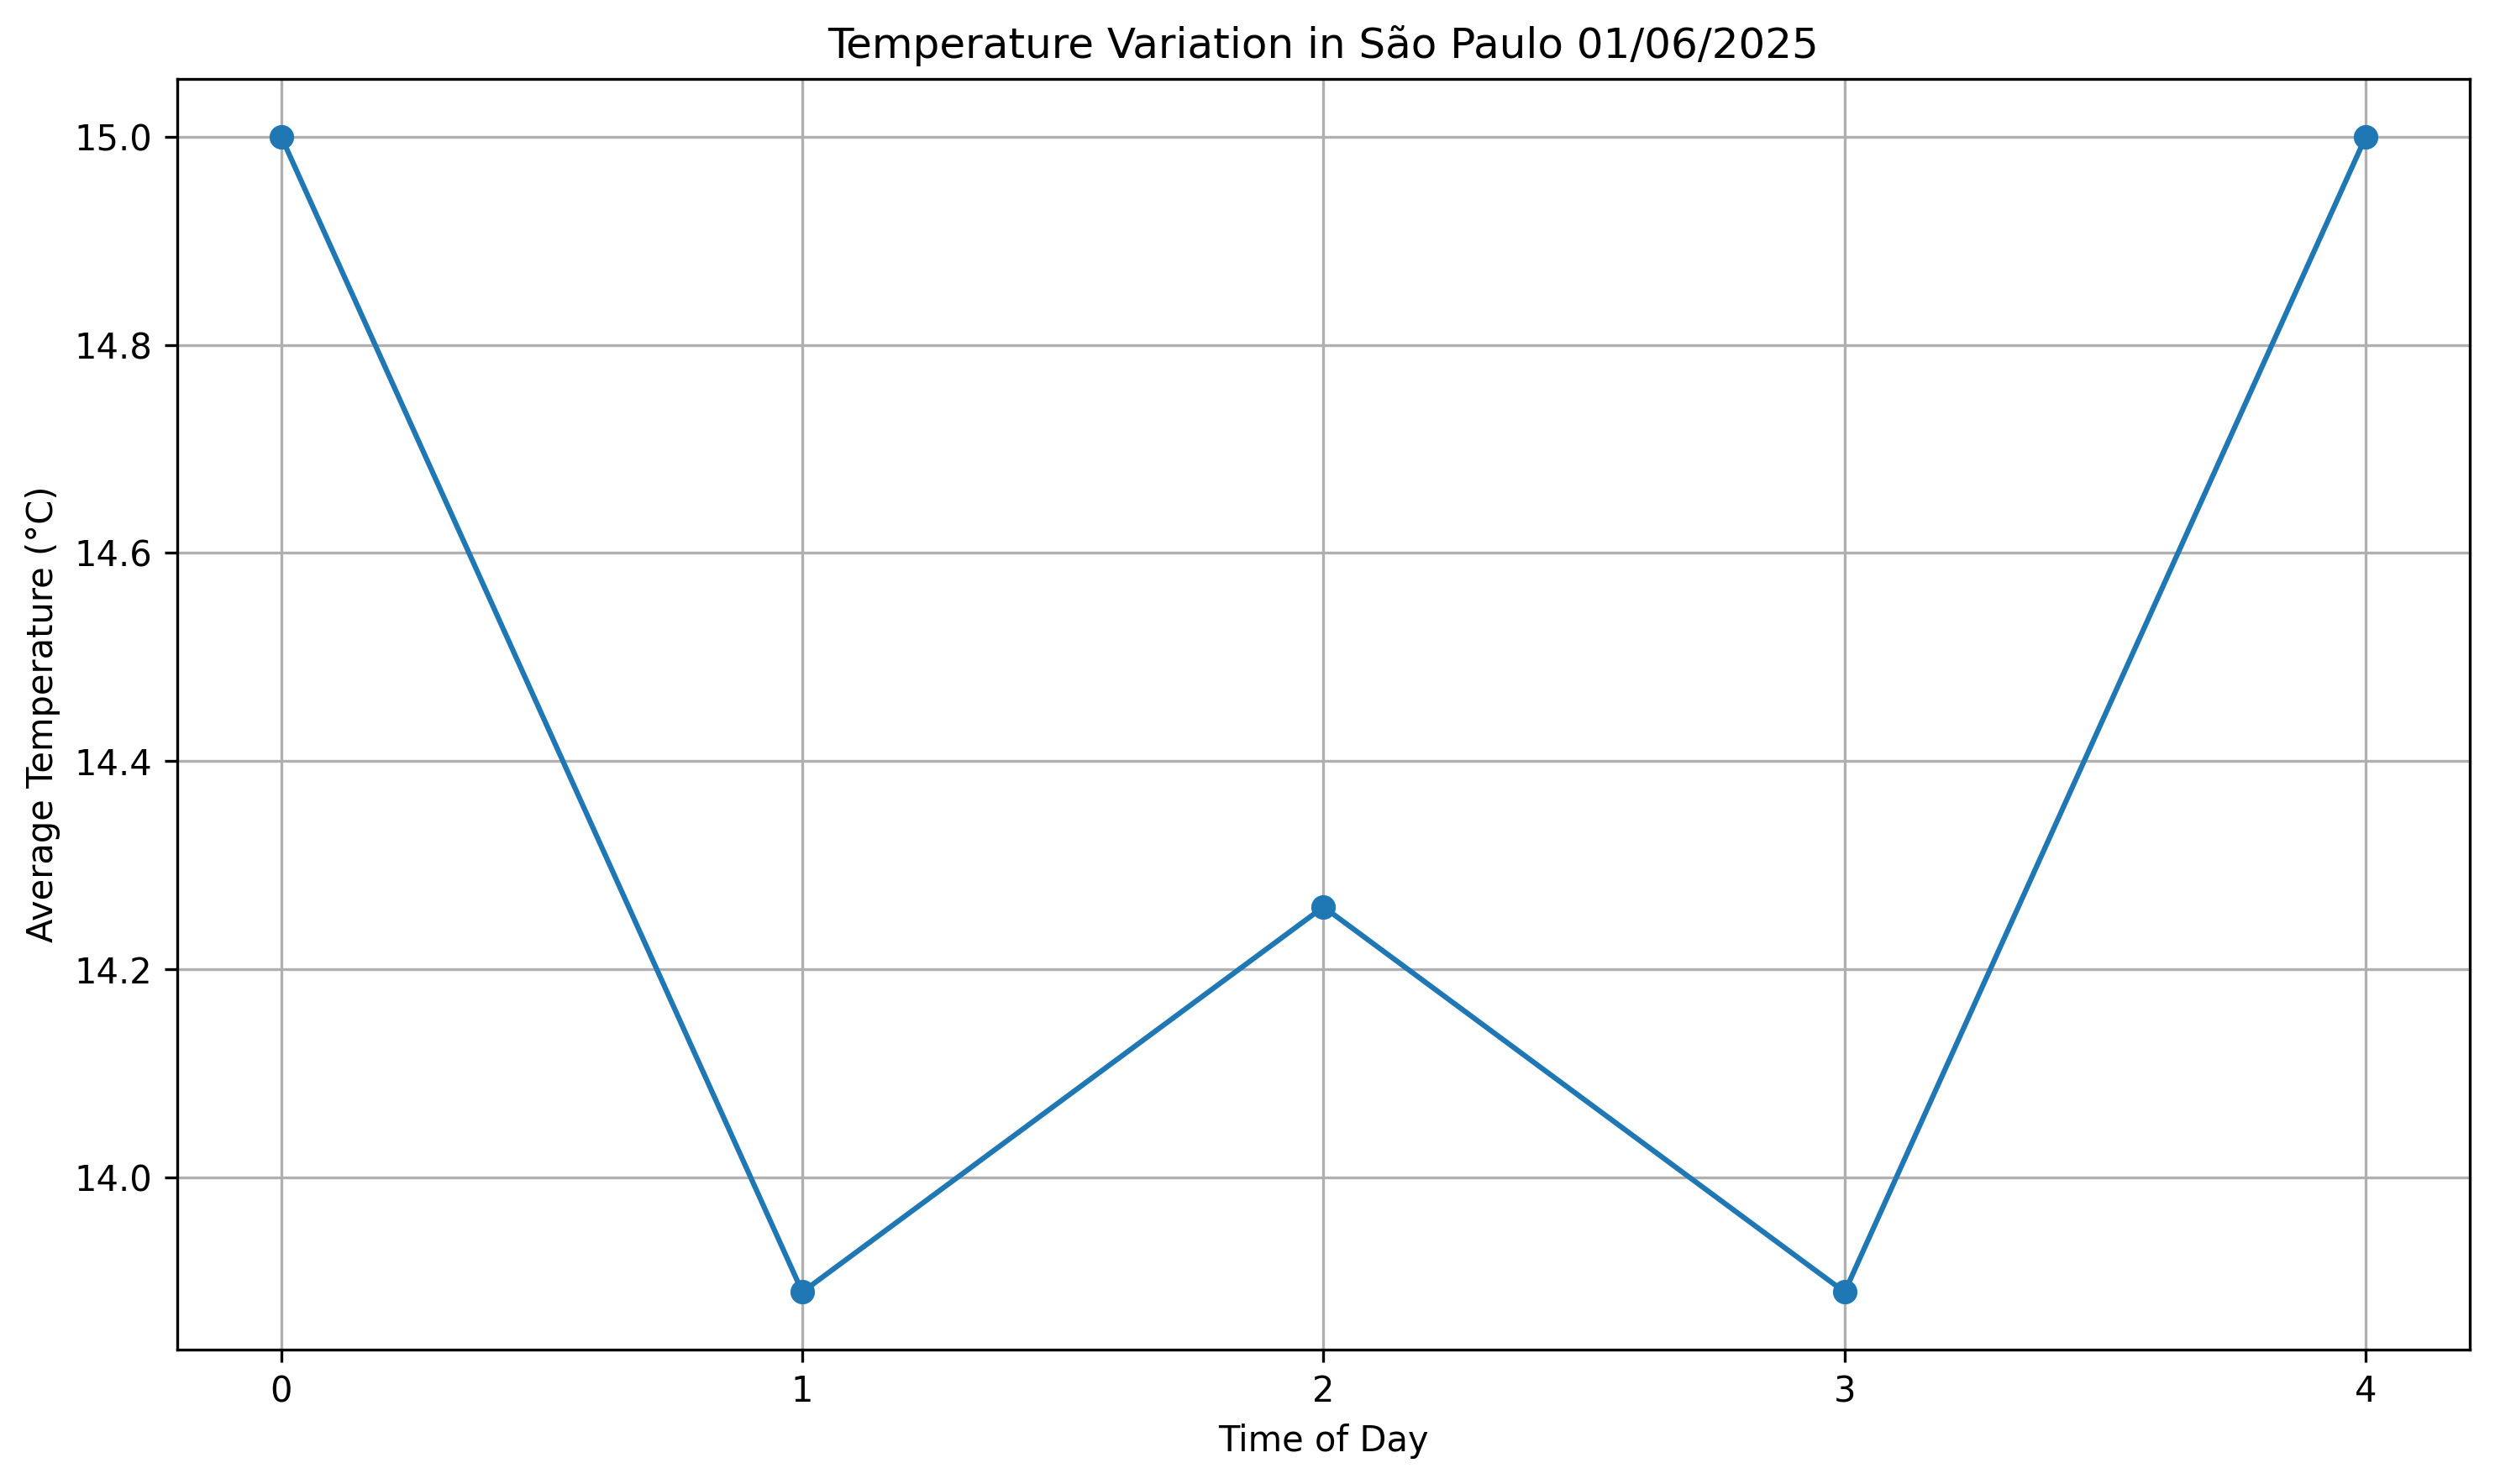 Temperature Variation in São Paulo 01/06/2025
Average Temperature (°C)
15.0
14.8
14.6
14.4
14.2
14.0
0 1 2 3 4
Time of Day